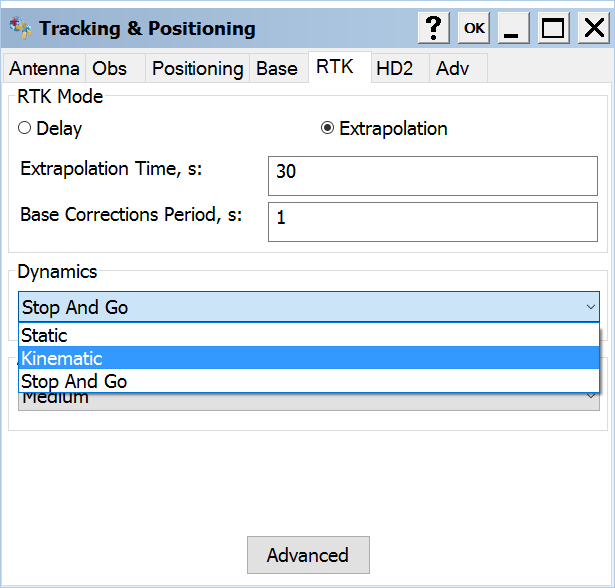 Tracking & Positioning
? OK
Antenna Obs Positioning Base RTK HD2 Adv
RTK Mode
Delay Extrapolation
Extrapolation Time, s: 30
Base Corrections Period, s: 1
Dynamics
Stop And Go
Static
Kinematic
Stop And Go
Medium
Advanced